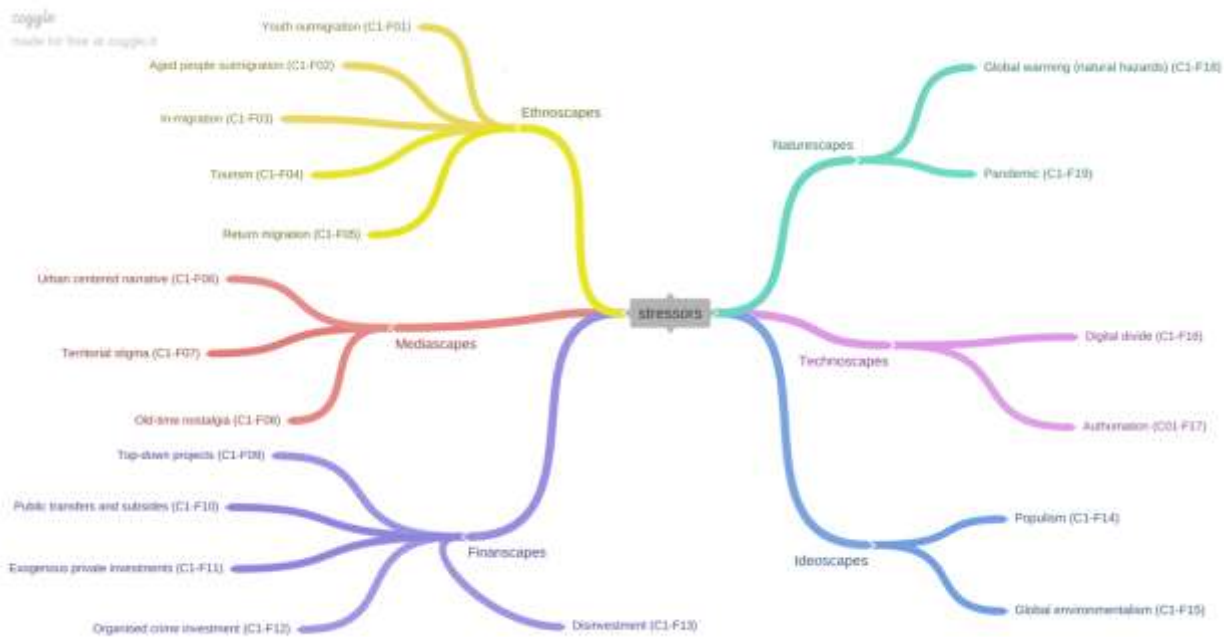 coggle
made for free at coggle.it
Youth outmigration (C1-F01)
Aged people outmigration (C1-F02)
In-migration (C1-F03)
Tourism (C1-F04)
Return migration (C1-F05)
Ethnoscapes
Urban centered narrative (C1-F06)
Territorial stigma (C1-F07)
Old-time nostalgia (C1-F08)
Mediascapes
Top-down projects (C1-F09)
Public transfers and subsides (C1-F10)
Exogenous private investments (C1-F11)
Organised crime investment (C1-F12)
Disinvestment (C1-F13)
Finanscapes
stressors
Global warming (natural hazards) (C1-F18)
Naturescapes
Pandemic (C1-F19)
Digital divide (C1-F16)
Technoscapes
Authomation (C01-F17)
Populism (C1-F14)
Ideoscapes
Global environmentalism (C1-F15)